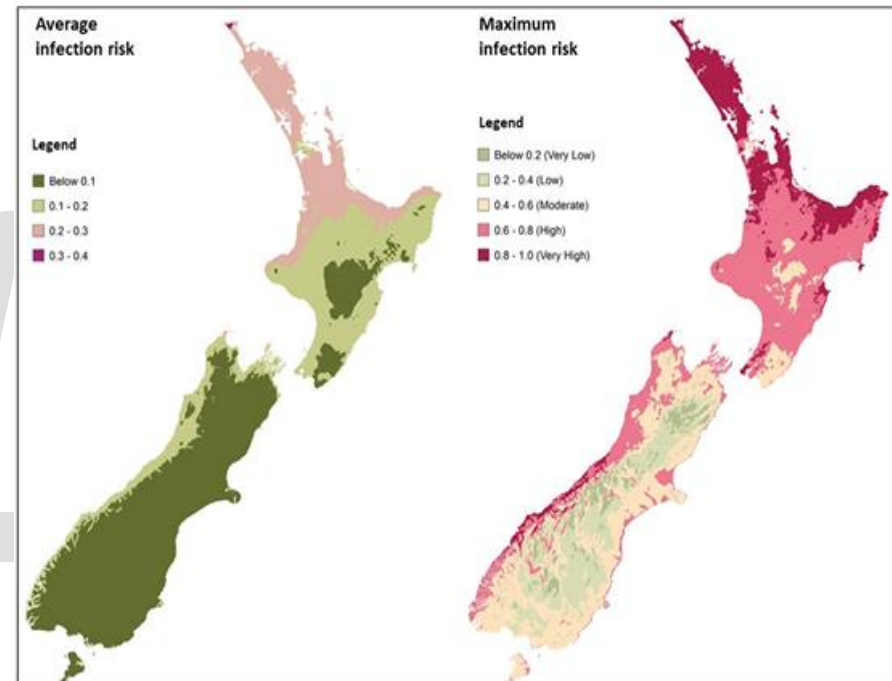 Average
infection risk
Legend
Below 0.1
0.1 - 0.2
0.2 - 0.3
0.3 - 0.4
Maximum
infection risk
Legend
Below 0.2 (Very Low)
0.2 - 0.4 (Low)
0.4 - 0.6 (Moderate)
0.6 - 0.8 (High)
0.8 - 1.0 (Very High)